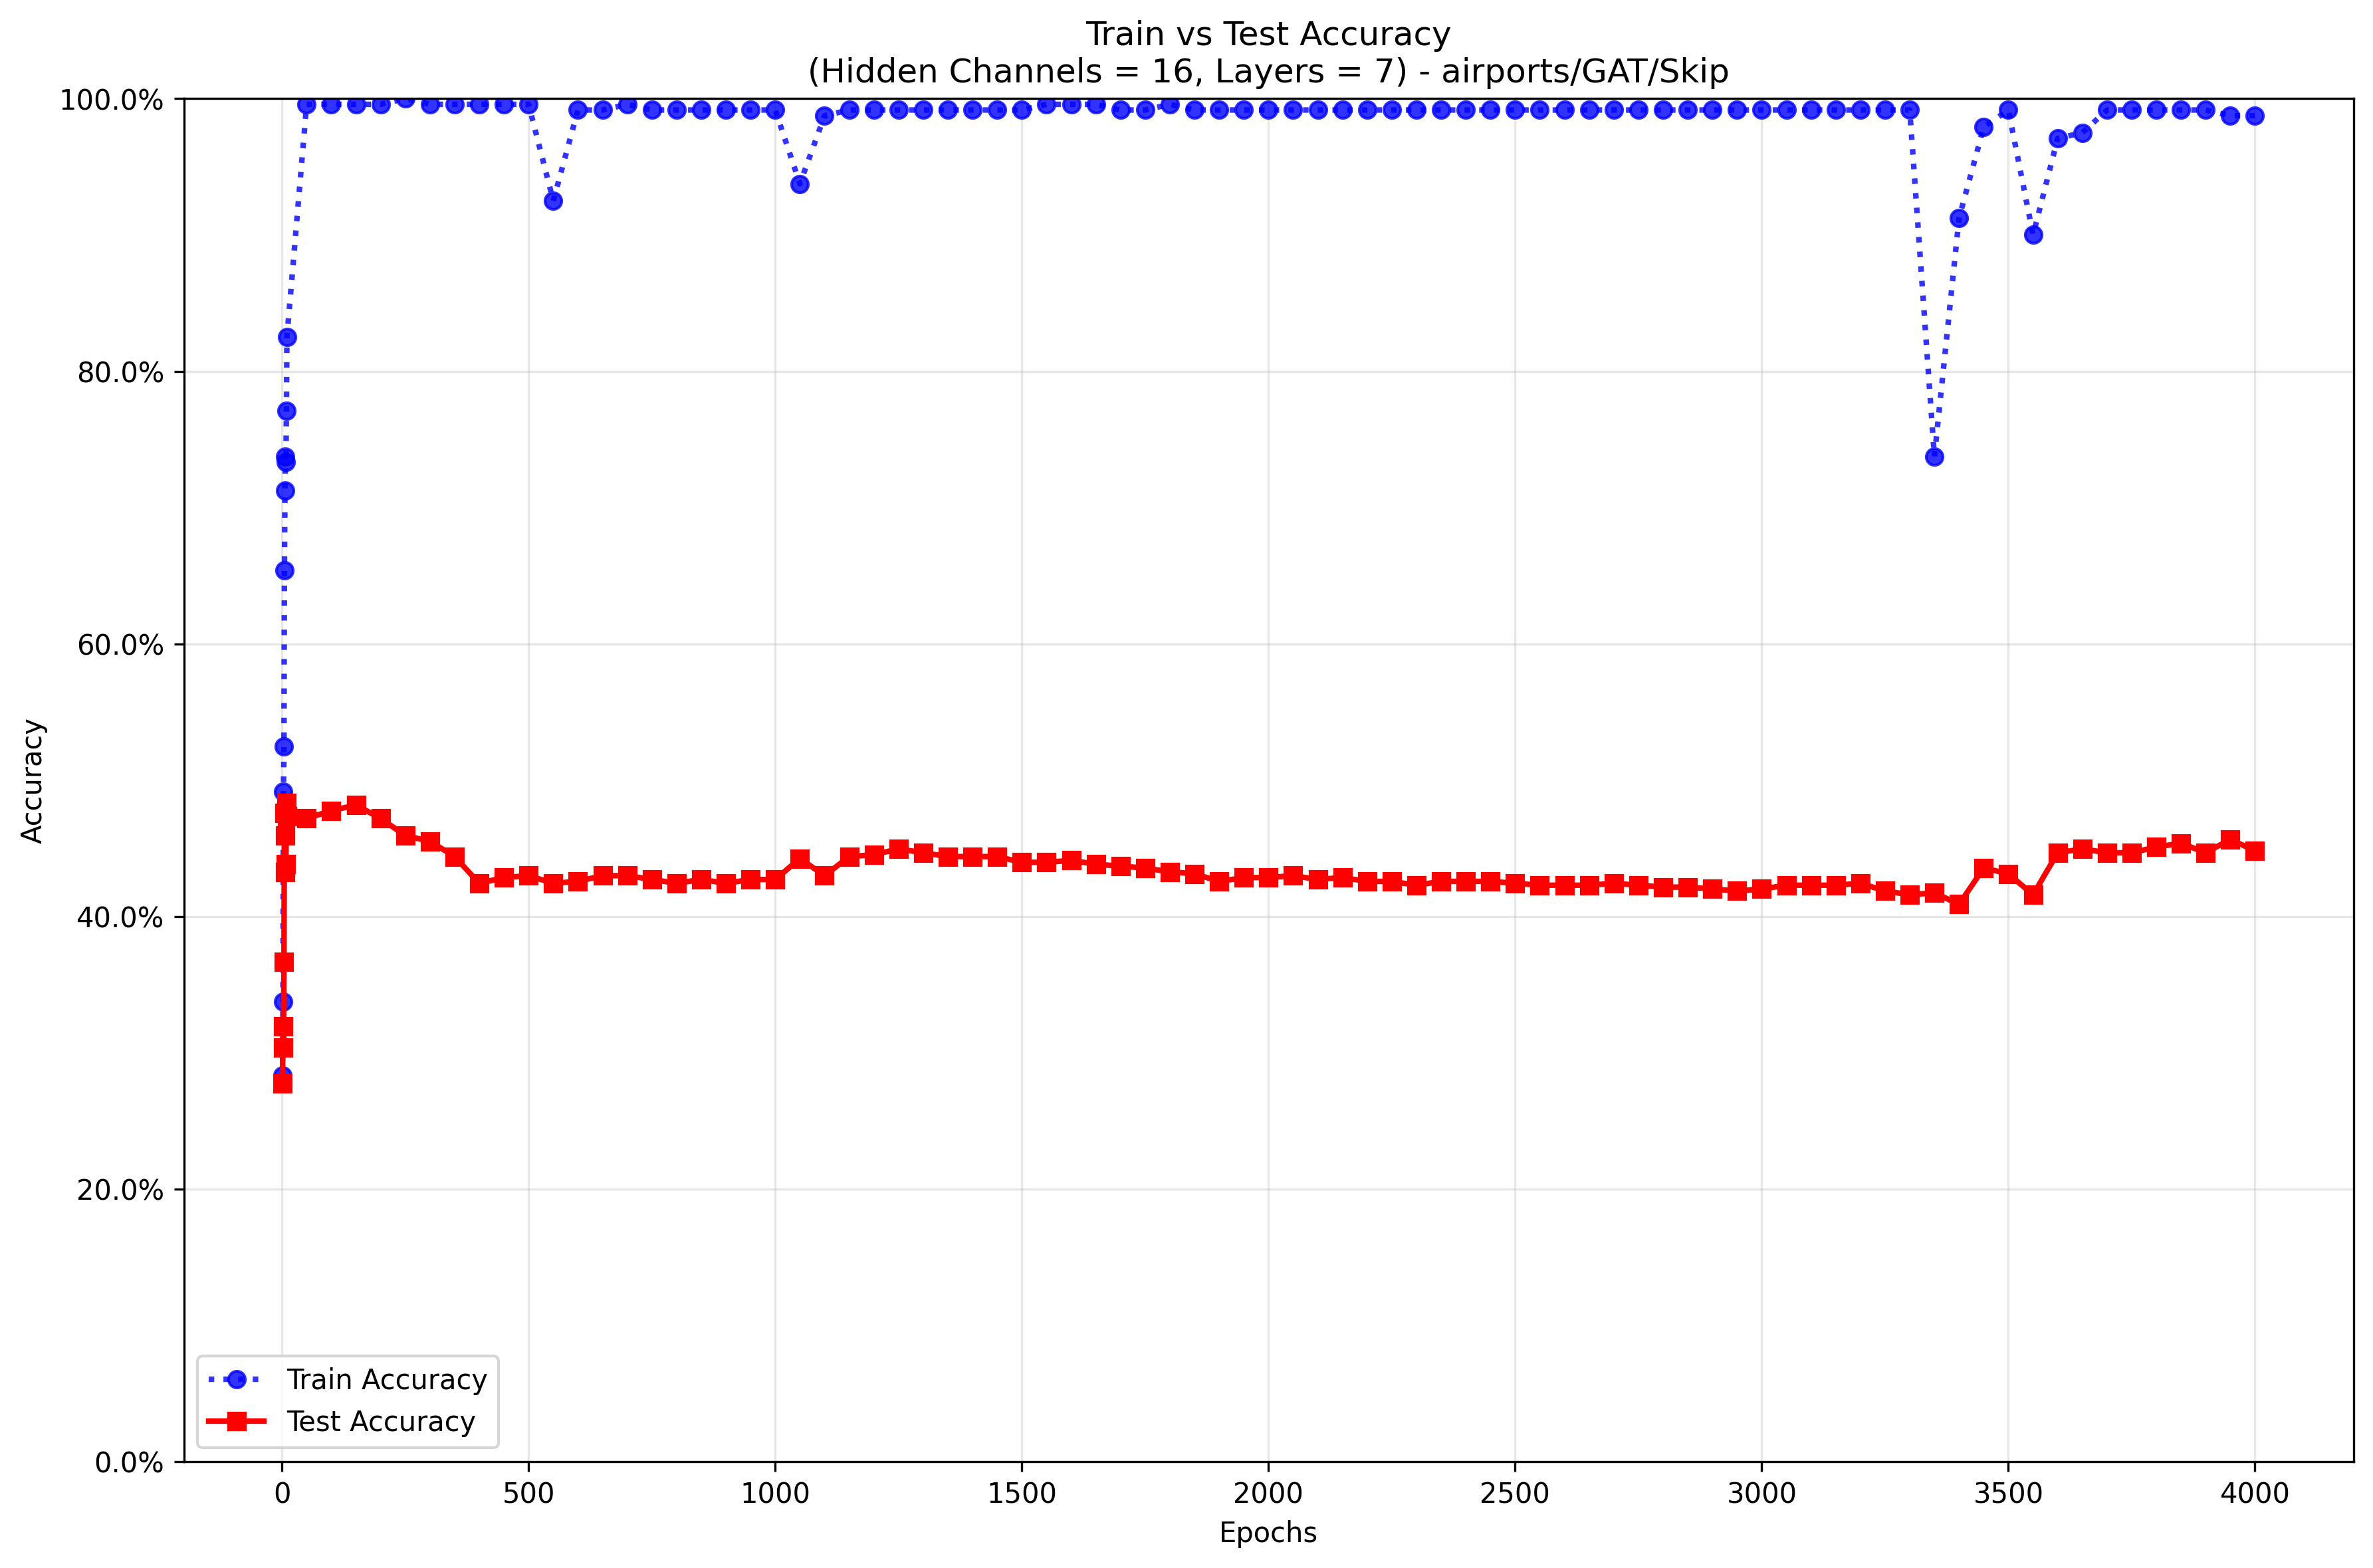 Train vs Test Accuracy
(Hidden Channels = 16, Layers = 7) - airports/GAT/Skip
Accuracy
100.0%
80.0%
60.0%
40.0%
20.0%
0.0%
Train Accuracy
Test Accuracy
0 500 1000 1500 2000 2500 3000 3500 4000
Epochs